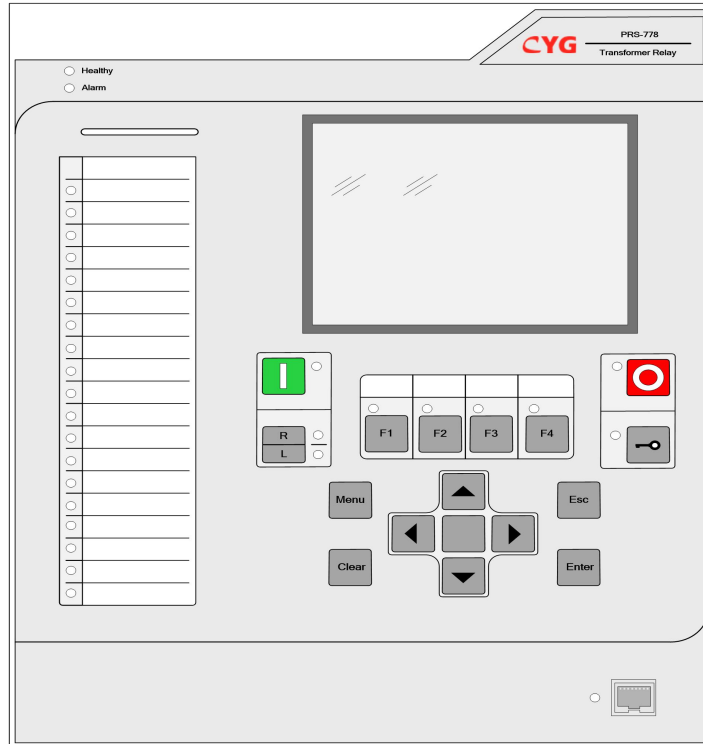 CYG
PRS-778
Transformer Relay
Healthy
Alarm
R
L
F1
F2
F3
F4
Menu
Esc
Clear
Enter